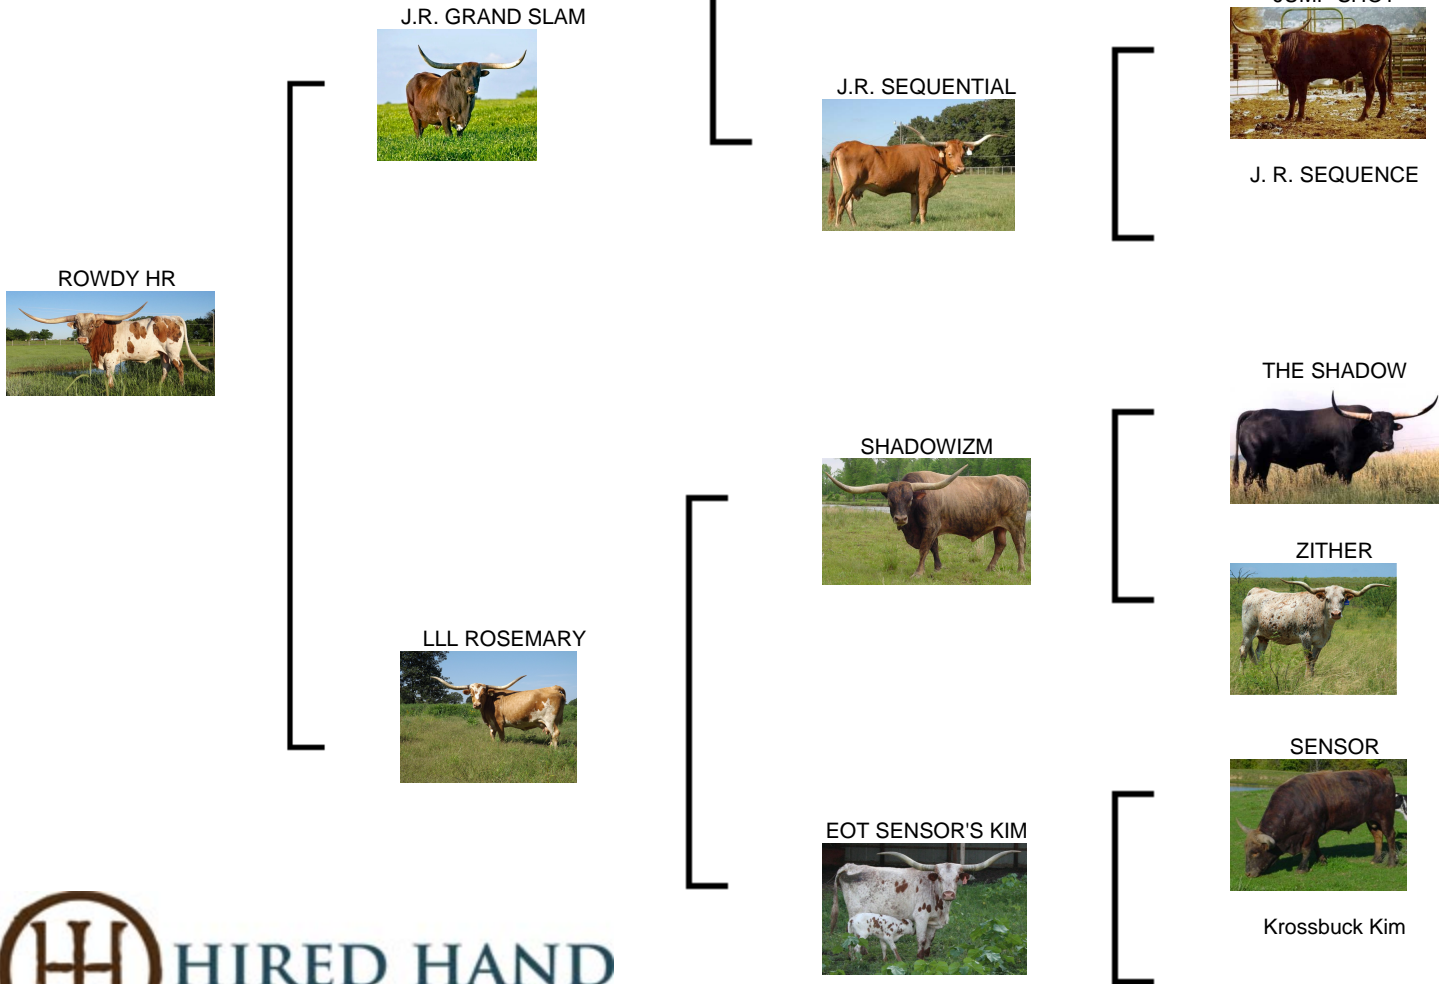 J.R. GRAND SLAM
J.R. SEQUENTIAL
J. R. SEQUENCE
ROWDY HR
THE SHADOW
SHADOWIZM
ZITHER
LLL ROSEMARY
SENSOR
EOT SENSOR'S KIM
Krossbuck Kim
HIRED HAND